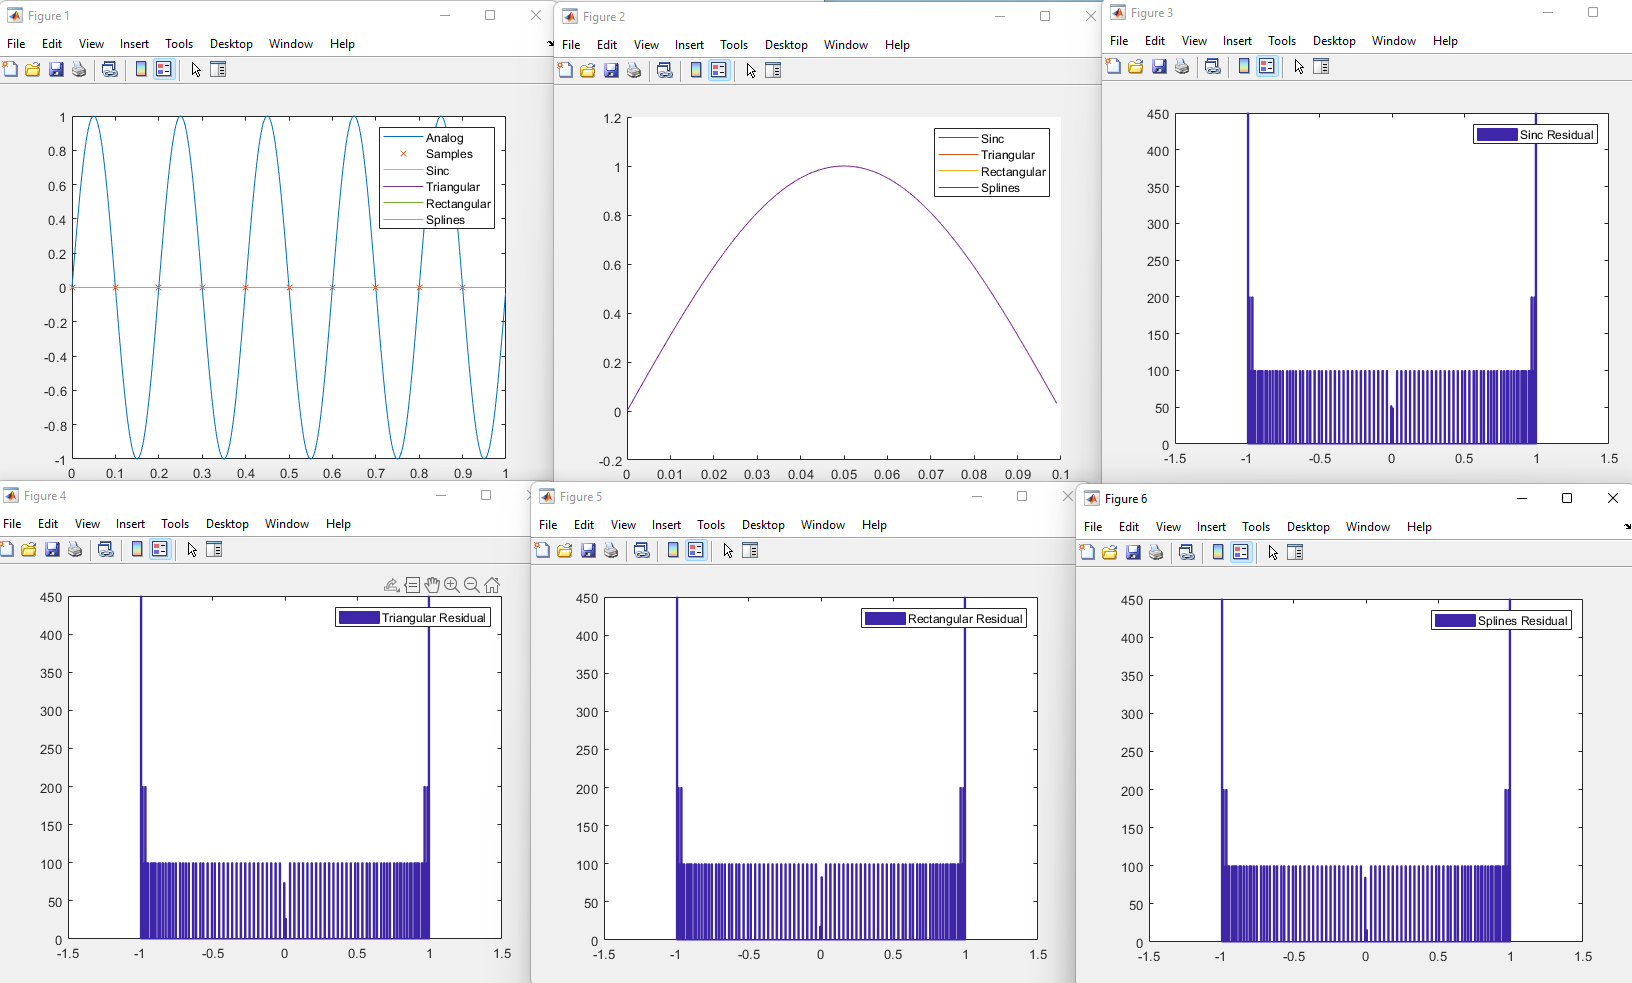 Figure 1
File Edit View Insert Tools Desktop Window Help
1
0.8
0.6
0.4
0.2
0
-0.2
-0.4
-0.6
-0.8
-1
0 0.1 0.2 0.3 0.4 0.5 0.6 0.7 0.8 0.9 1
Analog
Samples
Sinc
Triangular
Rectangular
Splines
Figure 2
File Edit View Insert Tools Desktop Window Help
1.2
1
0.8
0.6
0.4
0.2
0
-0.2
0 0.01 0.02 0.03 0.04 0.05 0.06 0.07 0.08 0.09 0.1
Sinc
Triangular
Rectangular
Splines
Figure 3
File Edit View Insert Tools Desktop Window Help
450
400
350
300
250
200
150
100
50
0
-1.5 -1 -0.5 0 0.5 1 1.5
Sinc Residual
Figure 4
File Edit View Insert Tools Desktop Window Help
450
400
350
300
250
200
150
100
50
0
-1.5 -1 -0.5 0 0.5 1 1.5
Triangular Residual
Figure 5
File Edit View Insert Tools Desktop Window Help
450
400
350
300
250
200
150
100
50
0
-1.5 -1 -0.5 0 0.5 1 1.5
Rectangular Residual
Figure 6
File Edit View Insert Tools Desktop Window Help
450
400
350
300
250
200
150
100
50
0
-1.5 -1 -0.5 0 0.5 1 1.5
Splines Residual